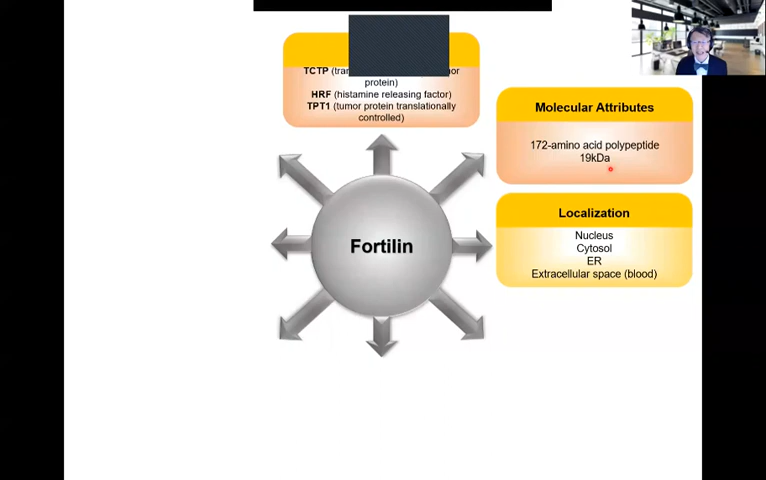 TCTP
protein)
HRF (histamine releasing factor)
TPT1 (tumor protein translationally
controlled)
Molecular Attributes
172-amino acid polypeptide
19kDa
Localization
Nucleus
Cytosol
ER
Extracellular space (blood)
Fortilin